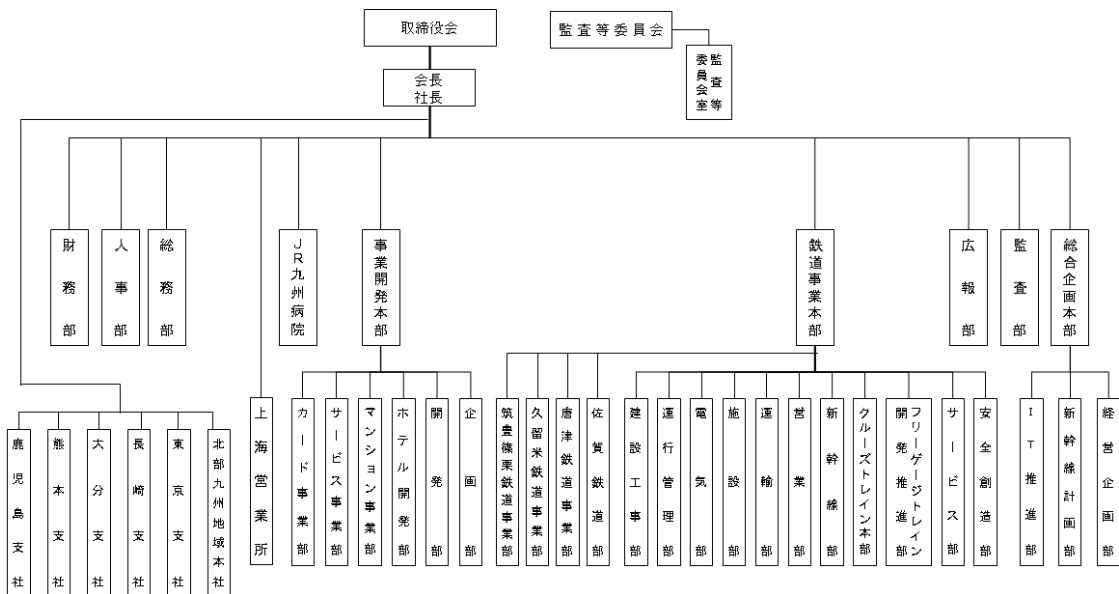 取締役会
監査等委員会
監査等
委員会室
会長
社長
財務部
人事部
総務部
JR九州病院
事業開発本部
鉄道事業本部
広報部
監査部
総合企画本部
鹿児島支社
熊本支社
大分支社
長崎支社
東京支社
北部九州地域本社
上海営業所
カード事業部
サービス事業部
マンション事業部
ホテル開発部
開発部
企画部
筑豊篠栗鉄道事業部
久留米鉄道事業部
唐津鉄道事業部
佐賀鉄道部
建設工事部
運行管理部
電気部
施設部
運輸部
営業部
新幹線部
クルーズトレイン本部
フリーゲージトレイン
開発推進部
サービス部
安全創造部
IT推進部
新幹線計画部
経営企画部